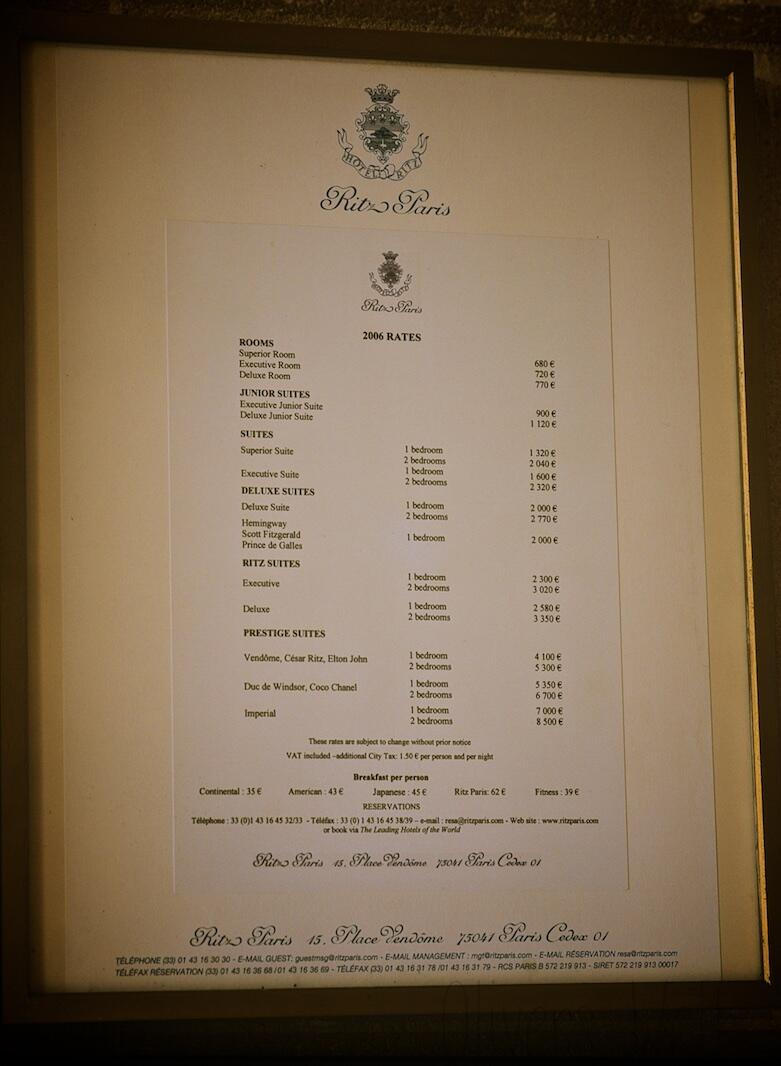 HOTEL RITZ
Ritz Paris
HOTEL RITZ
Ritz Paris
2006 RATES
ROOMS
Superior Room 680 €
Executive Room 720 €
Deluxe Room 770 €
JUNIOR SUITES
Executive Junior Suite 900 €
Deluxe Junior Suite 1 120 €
SUITES
Superior Suite 1 bedroom 1 320 €
2 bedrooms 2 040 €
Executive Suite 1 bedroom 1 600 €
2 bedrooms 2 320 €
DELUXE SUITES
Deluxe Suite 1 bedroom 2 000 €
2 bedrooms 2 770 €
Hemingway
Scott Fitzgerald 1 bedroom 2 000 €
Prince de Galles
RITZ SUITES
Executive 1 bedroom 2 300 €
2 bedrooms 3 020 €
Deluxe 1 bedroom 2 580 €
2 bedrooms 3 350 €
PRESTIGE SUITES
Vendôme, César Ritz, Elton John 1 bedroom 4 100 €
2 bedrooms 5 300 €
Duc de Windsor, Coco Chanel 1 bedroom 5 350 €
2 bedrooms 6 700 €
Imperial 1 bedroom 7 000 €
2 bedrooms 8 500 €
These rates are subject to change without prior notice
VAT included –additional City Tax: 1.50 € per person and per night
Breakfast per person
Continental : 35 € American : 43 € Japanese : 45 € Ritz Paris: 62 € Fitness : 39 €
RESERVATIONS
Téléphone : 33 (0)1 43 16 45 32/33 - Téléfax : 33 (0) 1 43 16 45 38/39 – e-mail : resa@ritzparis.com - Web site : www.ritzparis.com
or book via The Leading Hotels of the World
Ritz Paris 15, Place Vendôme 75041 Paris Cedex 01
Ritz Paris 15, Place Vendôme 75041 Paris Cedex 01
TÉLÉPHONE (33) 01 43 16 30 30 - E-MAIL GUEST: guestmsg@ritzparis.com - E-MAIL MANAGEMENT : mgt@ritzparis.com - E-MAIL RÉSERVATION resa@ritzparis.com
TÉLÉFAX RÉSERVATION (33) 01 43 16 36 68 / 01 43 16 36 69 - TÉLÉFAX (33) 01 43 16 31 78 / 01 43 16 31 79 - RCS PARIS B 572 219 913 - SIRET 572 219 913 00017